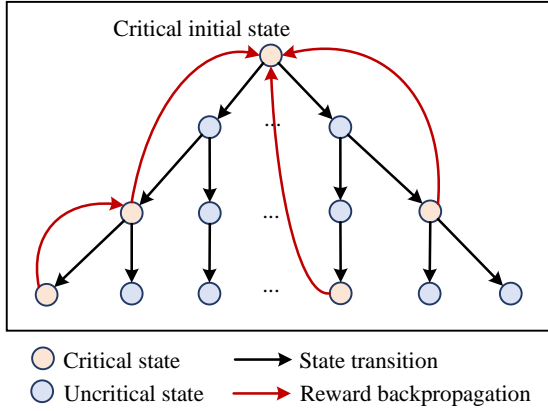 Critical initial state
...
...
...
Critical state
State transition
Uncritical state
Reward backpropagation